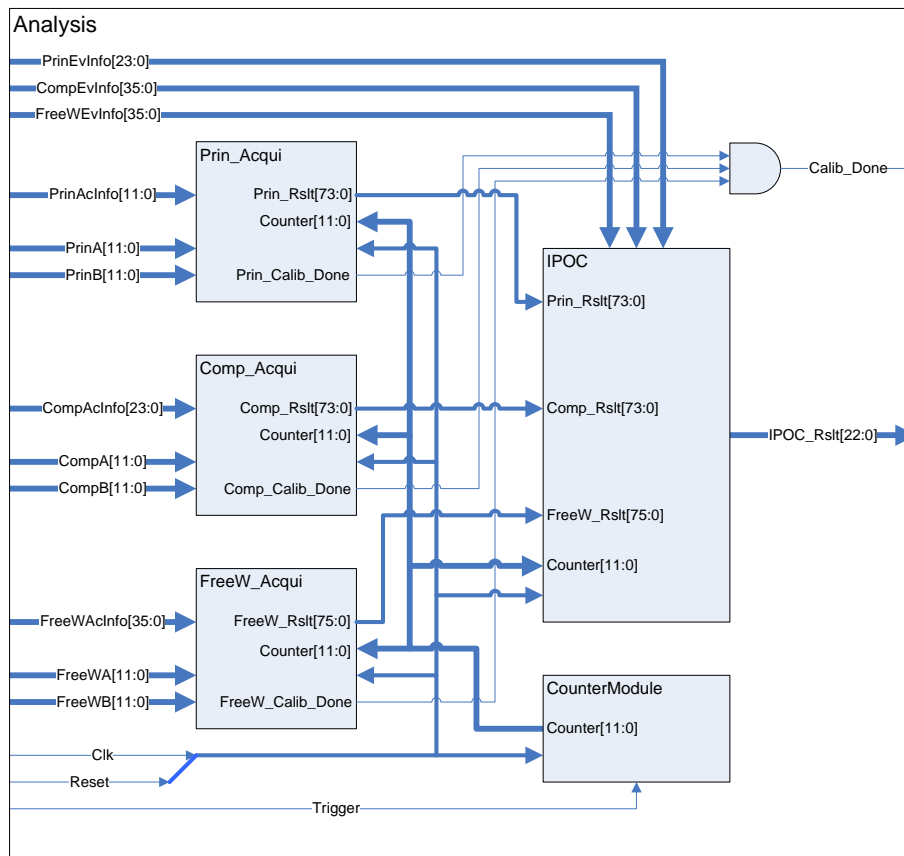 Analysis
PrinEvInfo[23:0]
CompEvInfo[35:0]
FreeWEvInfo[35:0]
Prin_Acqui
PrinAcInfo[11:0]
Prin_Rslt[73:0]
Counter[11:0]
PrinA[11:0]
PrinB[11:0]
Prin_Calib_Done
Calib_Done
IPOC
Prin_Rslt[73:0]
Comp_Rslt[73:0]
FreeW_Rslt[75:0]
Counter[11:0]
IPOC_Rslt[22:0]
Comp_Acqui
CompAcInfo[23:0]
Comp_Rslt[73:0]
Counter[11:0]
CompA[11:0]
CompB[11:0]
Comp_Calib_Done
FreeW_Acqui
FreeWAcInfo[35:0]
FreeW_Rslt[75:0]
Counter[11:0]
FreeWA[11:0]
FreeWB[11:0]
FreeW_Calib_Done
CounterModule
Counter[11:0]
Clk
Reset
Trigger